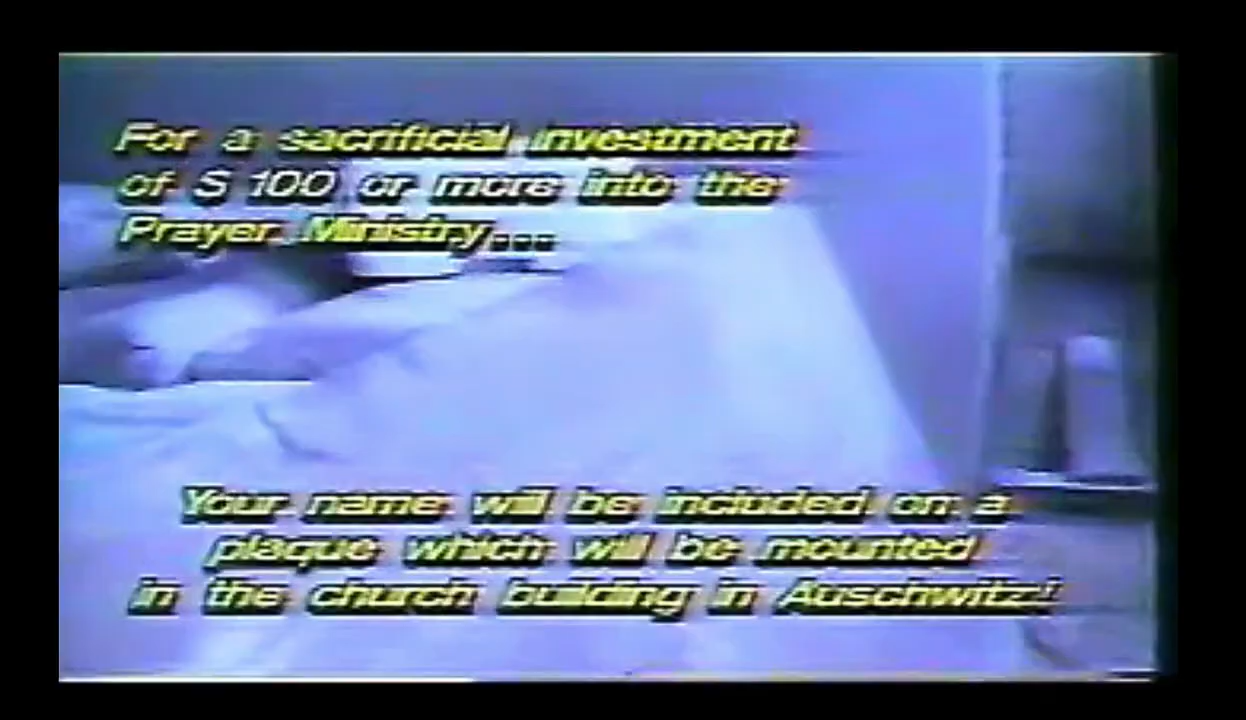 For a sacrificial investment
of $ 100 or more into the
Prayer Ministry...
Your name will be included on a
plaque which will be mounted
in the church building in Auschwitz!